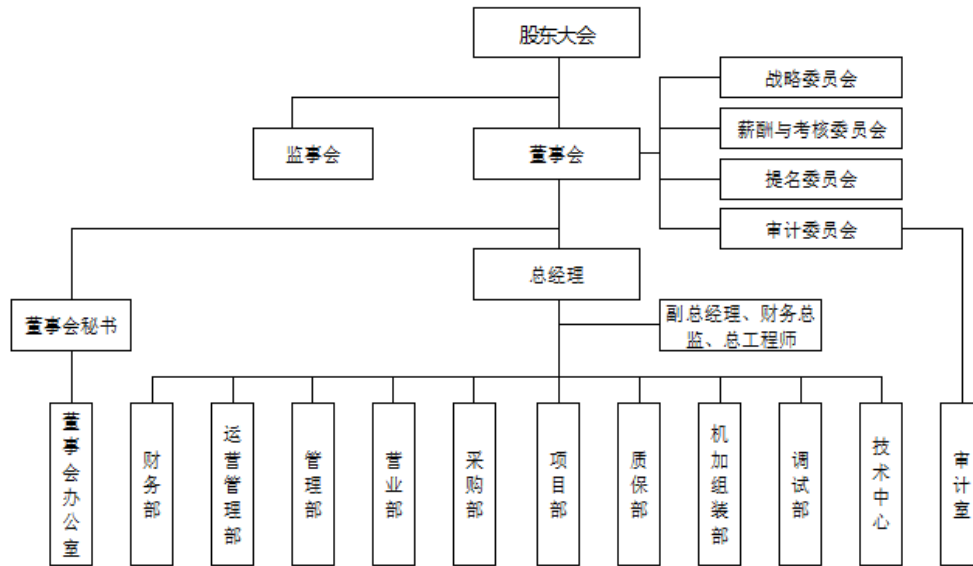 股东大会
战略委员会
薪酬与考核委员会
监事会
董事会
提名委员会
审计委员会
总经理
董事会秘书
副总经理、财务总
监、总工程师
董事会办公室
财务部
运营管理部
管理部
营业部
采购部
项目部
质保部
机加组装部
调试部
技术中心
审计室